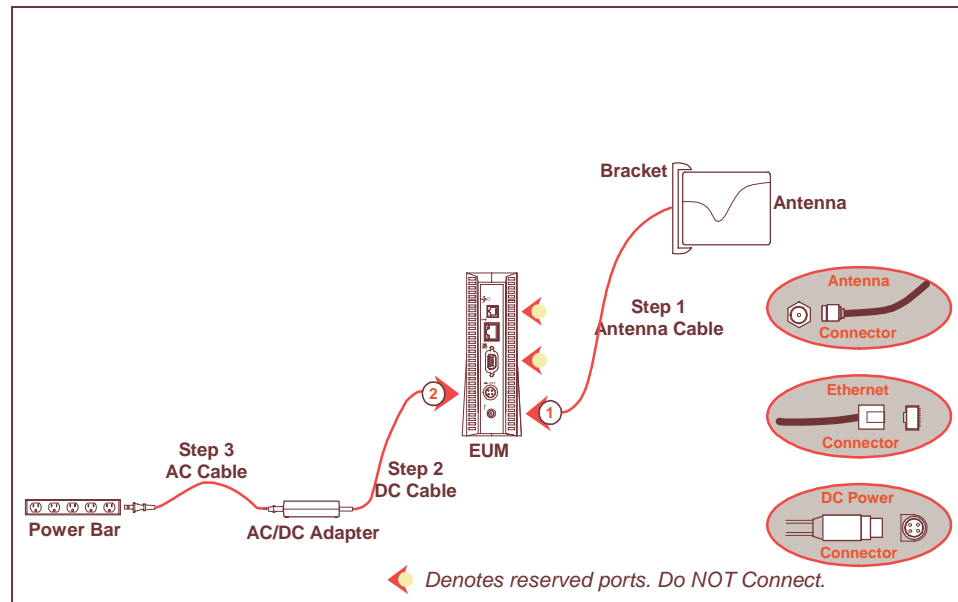 Bracket
Antenna
Antenna
Connector
Step 1
Antenna Cable
2
1
EUM
Ethernet
Connector
Step 3
AC Cable
Step 2
DC Cable
Power Bar
AC/DC Adapter
DC Power
Connector
Denotes reserved ports. Do NOT Connect.